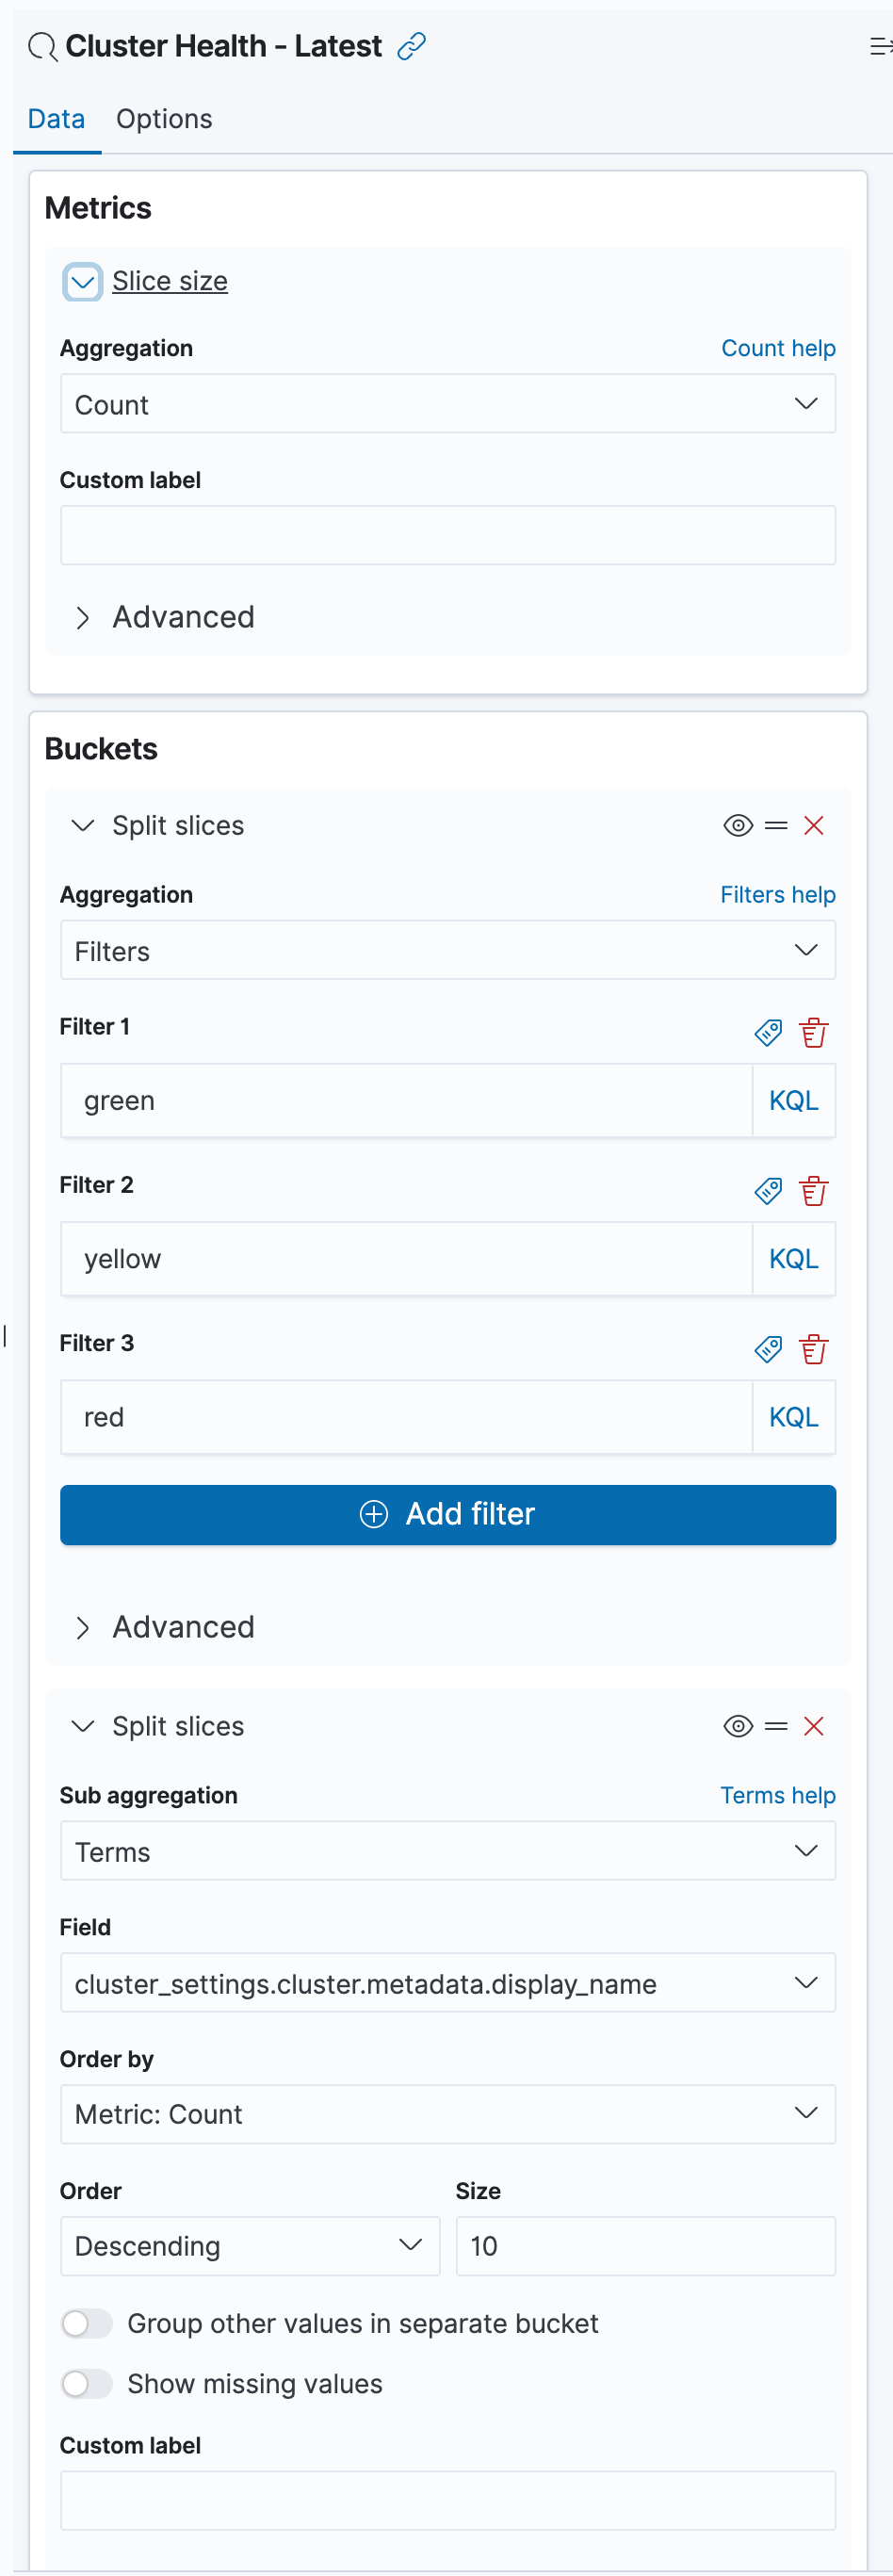 Cluster Health - Latest
Data Options
Metrics
Slice size
Aggregation Count help
Count
Custom label
Advanced
Buckets
Split slices
Aggregation Filters help
Filters
Filter 1
green KQL
Filter 2
yellow KQL
Filter 3
red KQL
Add filter
Advanced
Split slices
Sub aggregation Terms help
Terms
Field
cluster_settings.cluster.metadata.display_name
Order by
Metric: Count
Order Size
Descending 10
Group other values in separate bucket
Show missing values
Custom label